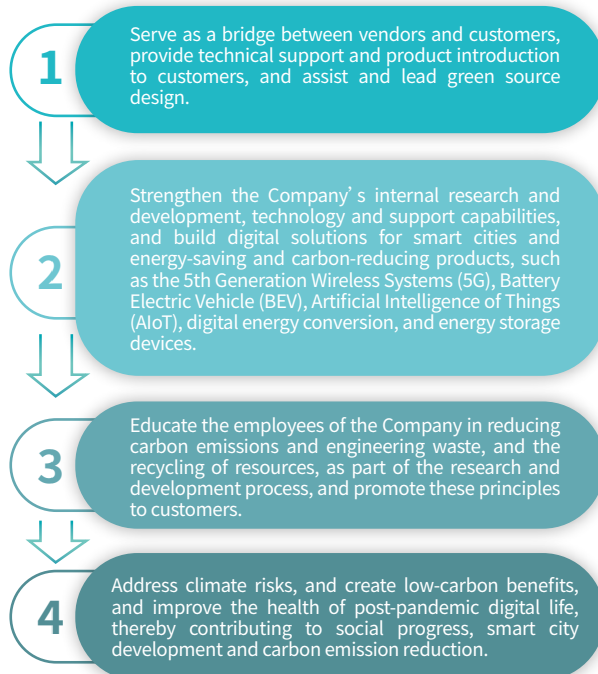 1
Serve as a bridge between vendors and customers,
provide technical support and product introduction
to customers, and assist and lead green source
design.
2
Strengthen the Company's internal research and
development, technology and support capabilities,
and build digital solutions for smart cities and
energy-saving and carbon-reducing products, such
as the 5th Generation Wireless Systems (5G), Battery
Electric Vehicle (BEV), Artificial Intelligence of Things
(AIoT), digital energy conversion, and energy storage
devices.
3
Educate the employees of the Company in reducing
carbon emissions and engineering waste, and the
recycling of resources, as part of the research and
development process, and promote these principles
to customers.
4
Address climate risks, and create low-carbon benefits,
and improve the health of post-pandemic digital life,
thereby contributing to social progress, smart city
development and carbon emission reduction.